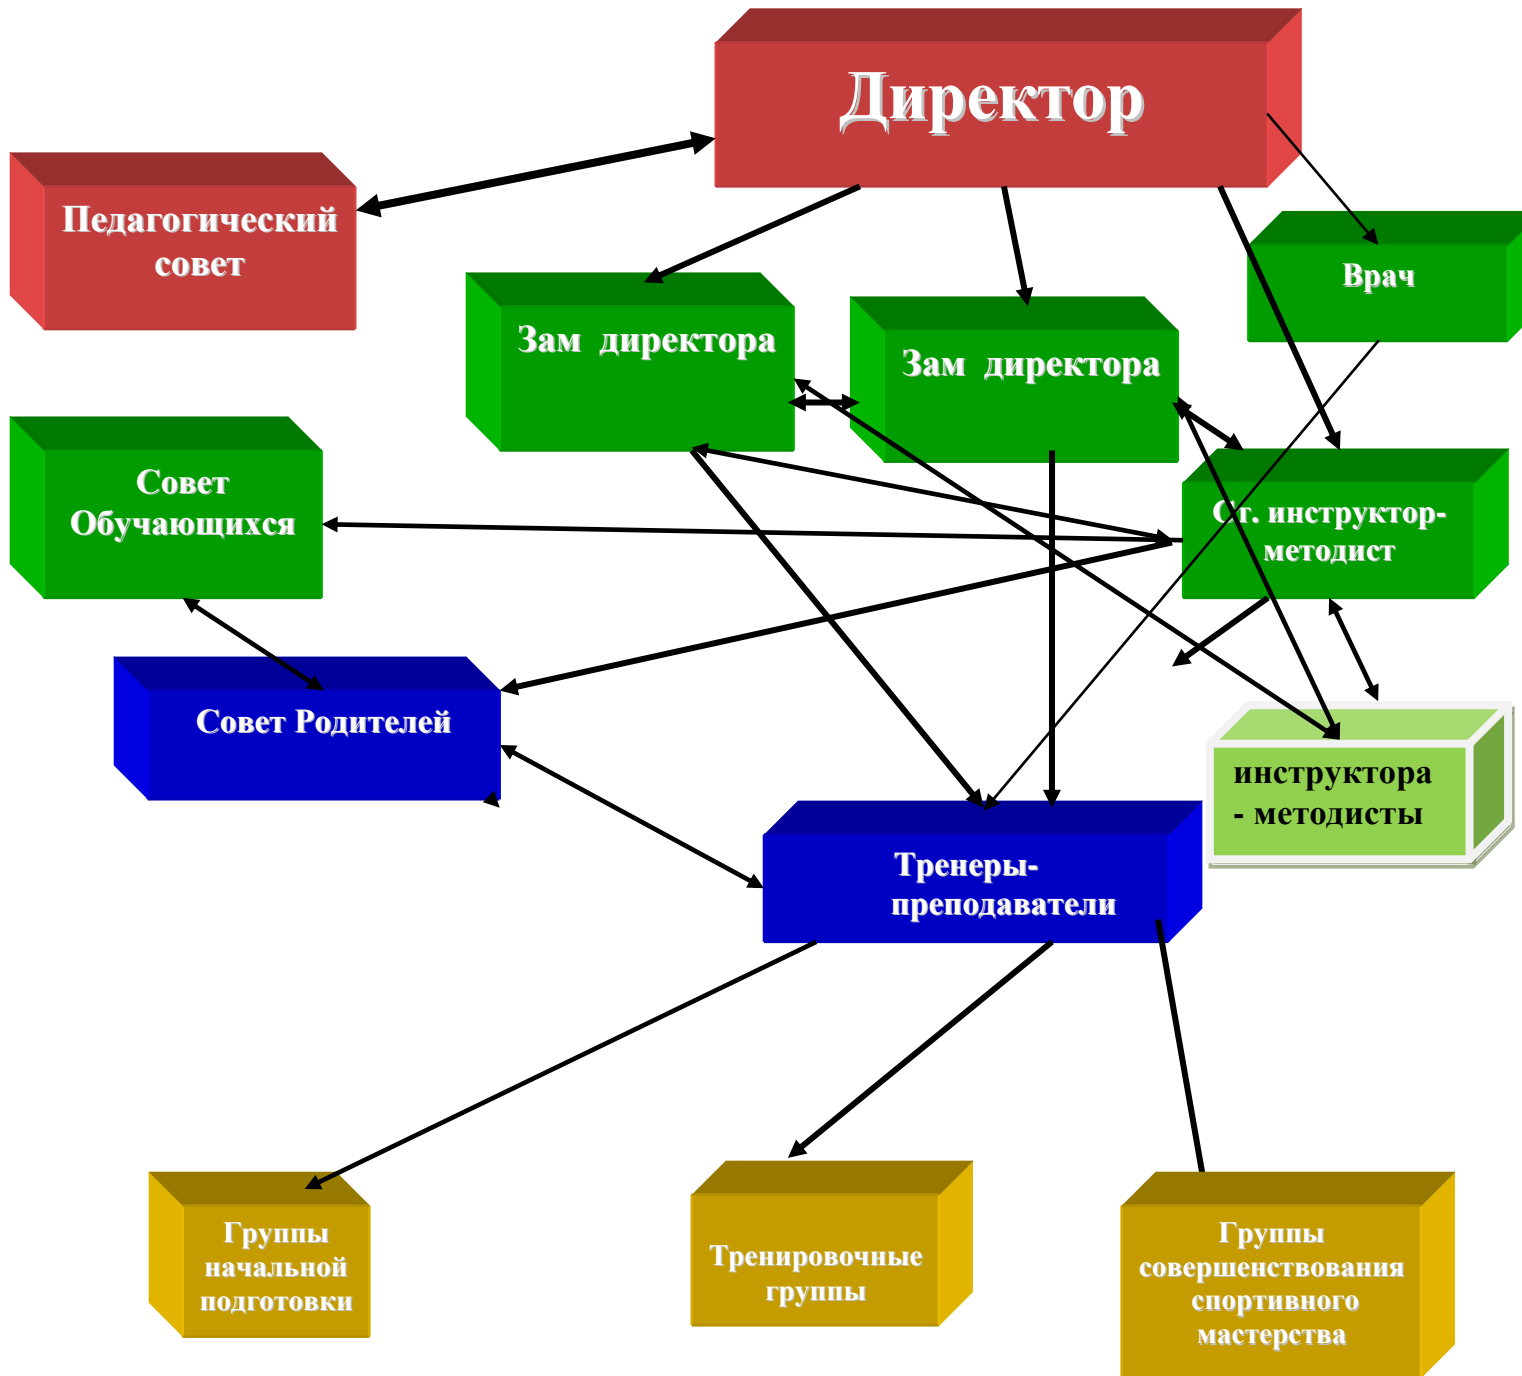 Директор
Педагогический
совет
Врач
Зам директора
Зам директора
Совет
Обучающихся
Ст. инструктор-
методист
Совет Родителей
инструктора
- методисты
Тренеры-
преподаватели
Группы
начальной
подготовки
Тренировочные
группы
Группы
совершенствования
спортивного
мастерства